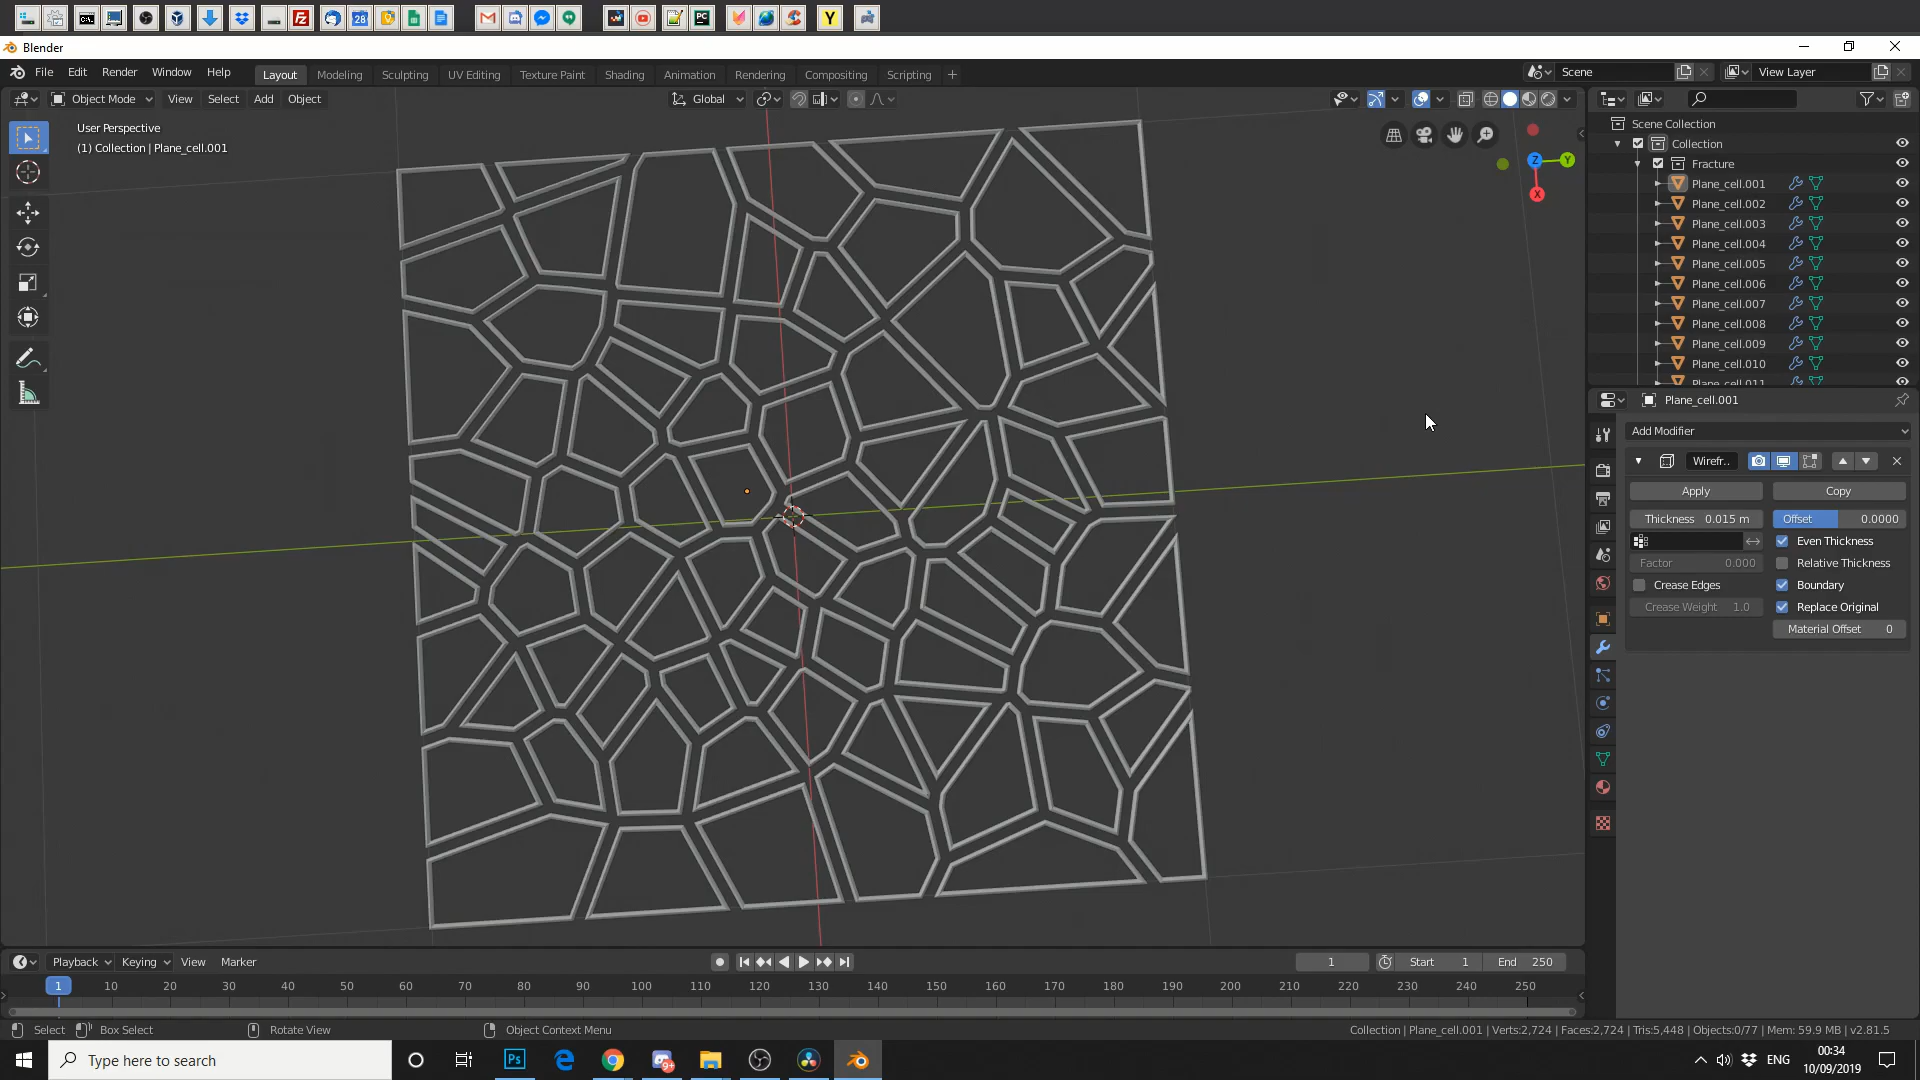 28
Y
Blender
File Edit Render Window Help
Layout Modeling Sculpting UV Editing Texture Paint Shading Animation Rendering Compositing Scripting +
Scene
View Layer
Object Mode View Select Add Object
Global
User Perspective
(1) Collection | Plane_cell.001
Z Y
X
Scene Collection
Collection
Fracture
Plane_cell.001
Plane_cell.002
Plane_cell.003
Plane_cell.004
Plane_cell.005
Plane_cell.006
Plane_cell.007
Plane_cell.008
Plane_cell.009
Plane_cell.010
Plane_cell.011
Plane_cell.001
Add Modifier
Wirefr..
Apply Copy
Thickness 0.015 m Offset 0.0000
Even Thickness
Factor 0.000 Relative Thickness
Crease Edges Boundary
Crease Weight 1.0 Replace Original
Material Offset 0
Playback Keying View Marker
1 Start 1 End 250
1 10 20 30 40 50 60 70 80 90 100 110 120 130 140 150 160 170 180 190 200 210 220 230 240 250
Select Box Select Rotate View Object Context Menu
Collection | Plane_cell.001 | Verts:2,724 | Faces:2,724 | Tris:5,448 | Objects:0/77 | Mem: 59.9 MB | v2.81.5
Type here to search
Ps
9+
ENG
00:34
10/09/2019